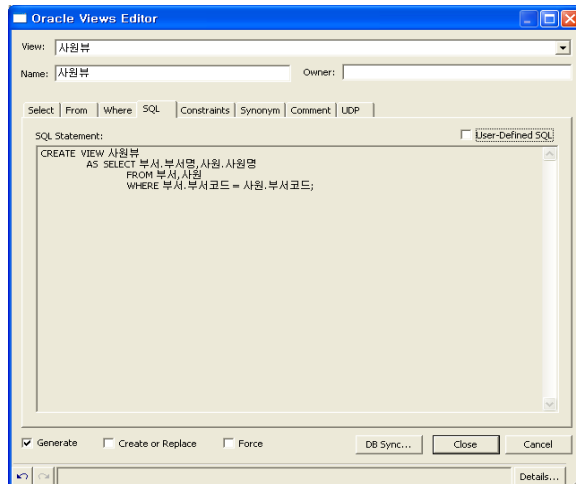 Oracle Views Editor
View: 사원뷰
Name: 사원뷰 Owner:
Select From Where SQL Constraints Synonym Comment UDP
SQL Statement: User-Defined SQL
CREATE VIEW 사원뷰
AS SELECT 부서.부서명,사원.사원명
FROM 부서,사원
WHERE 부서.부서코드 = 사원.부서코드;
Generate Create or Replace Force DB Sync... Close Cancel
Details...